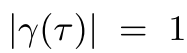 |γ(τ)| = 1